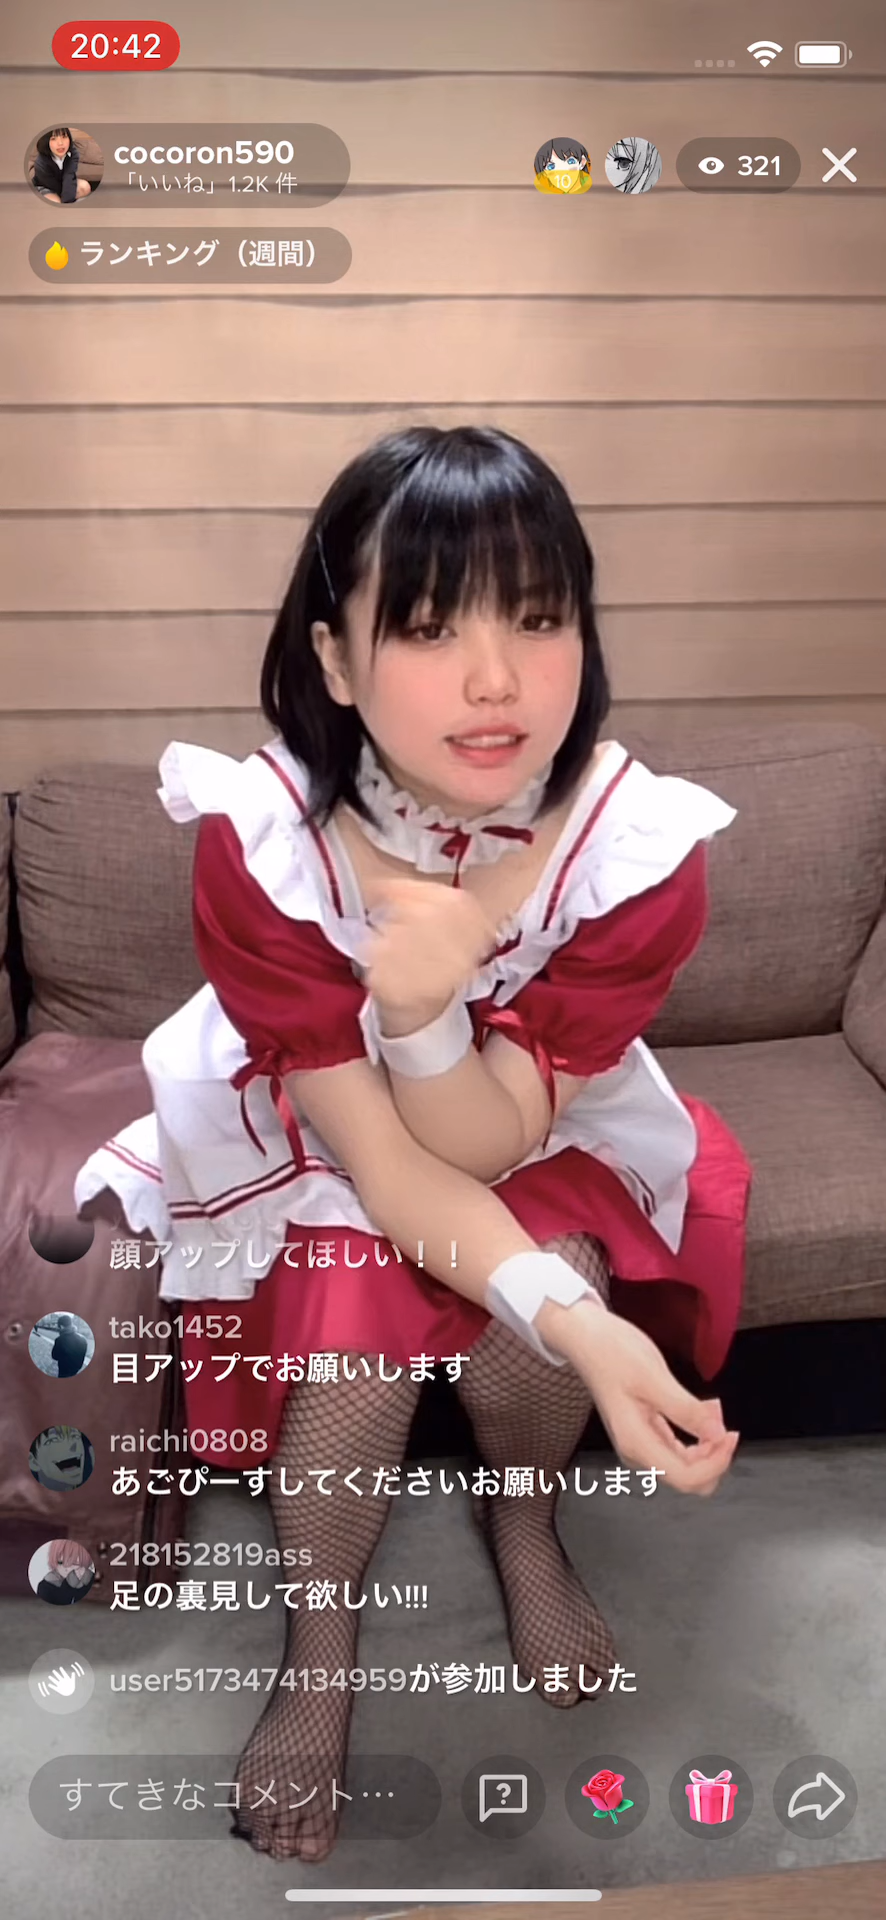 20:42
cocoron590
「いいね」1.2K 件
10
321
ランキング（週間）
顔アップしてほしい！！
tako1452
目アップでお願いします
raichi0808
あごぴーすしてくださいお願いします
218152819ass
足の裏見して欲しい!!!
user5173474134959が参加しました
すてきなコメント…